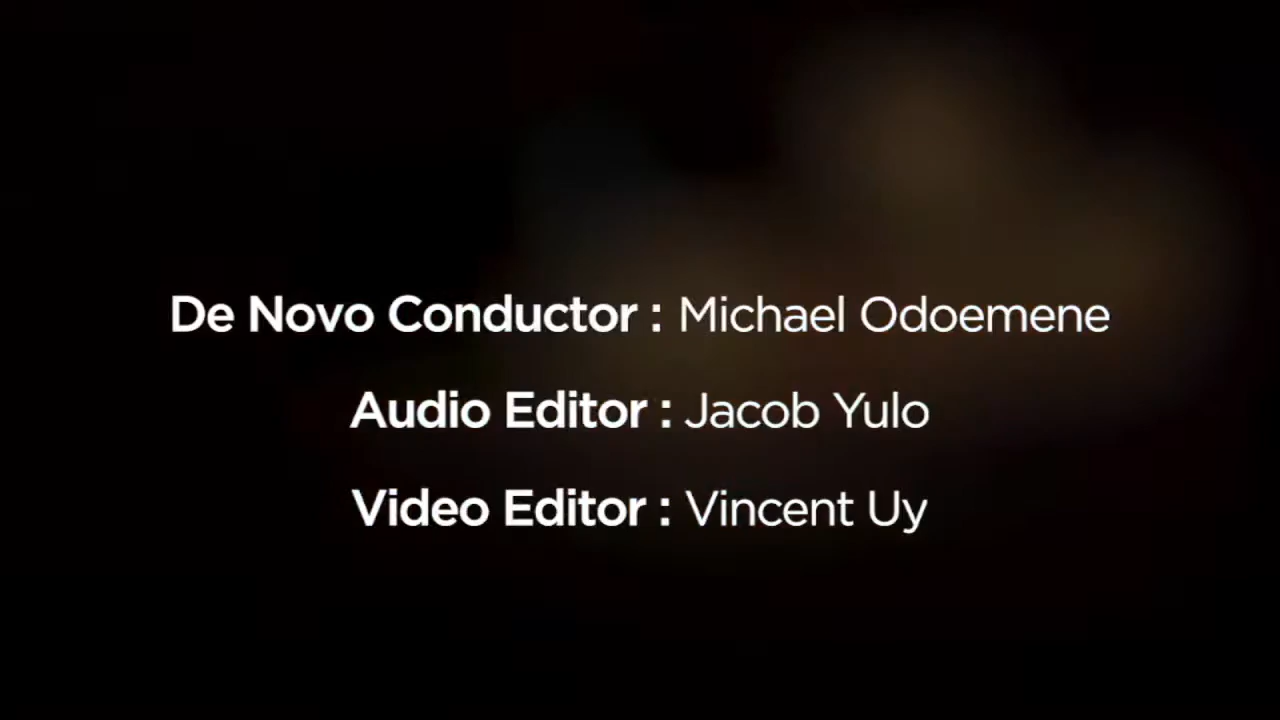 De Novo Conductor : Michael Odoemene
Audio Editor : Jacob Yulo
Video Editor : Vincent Uy